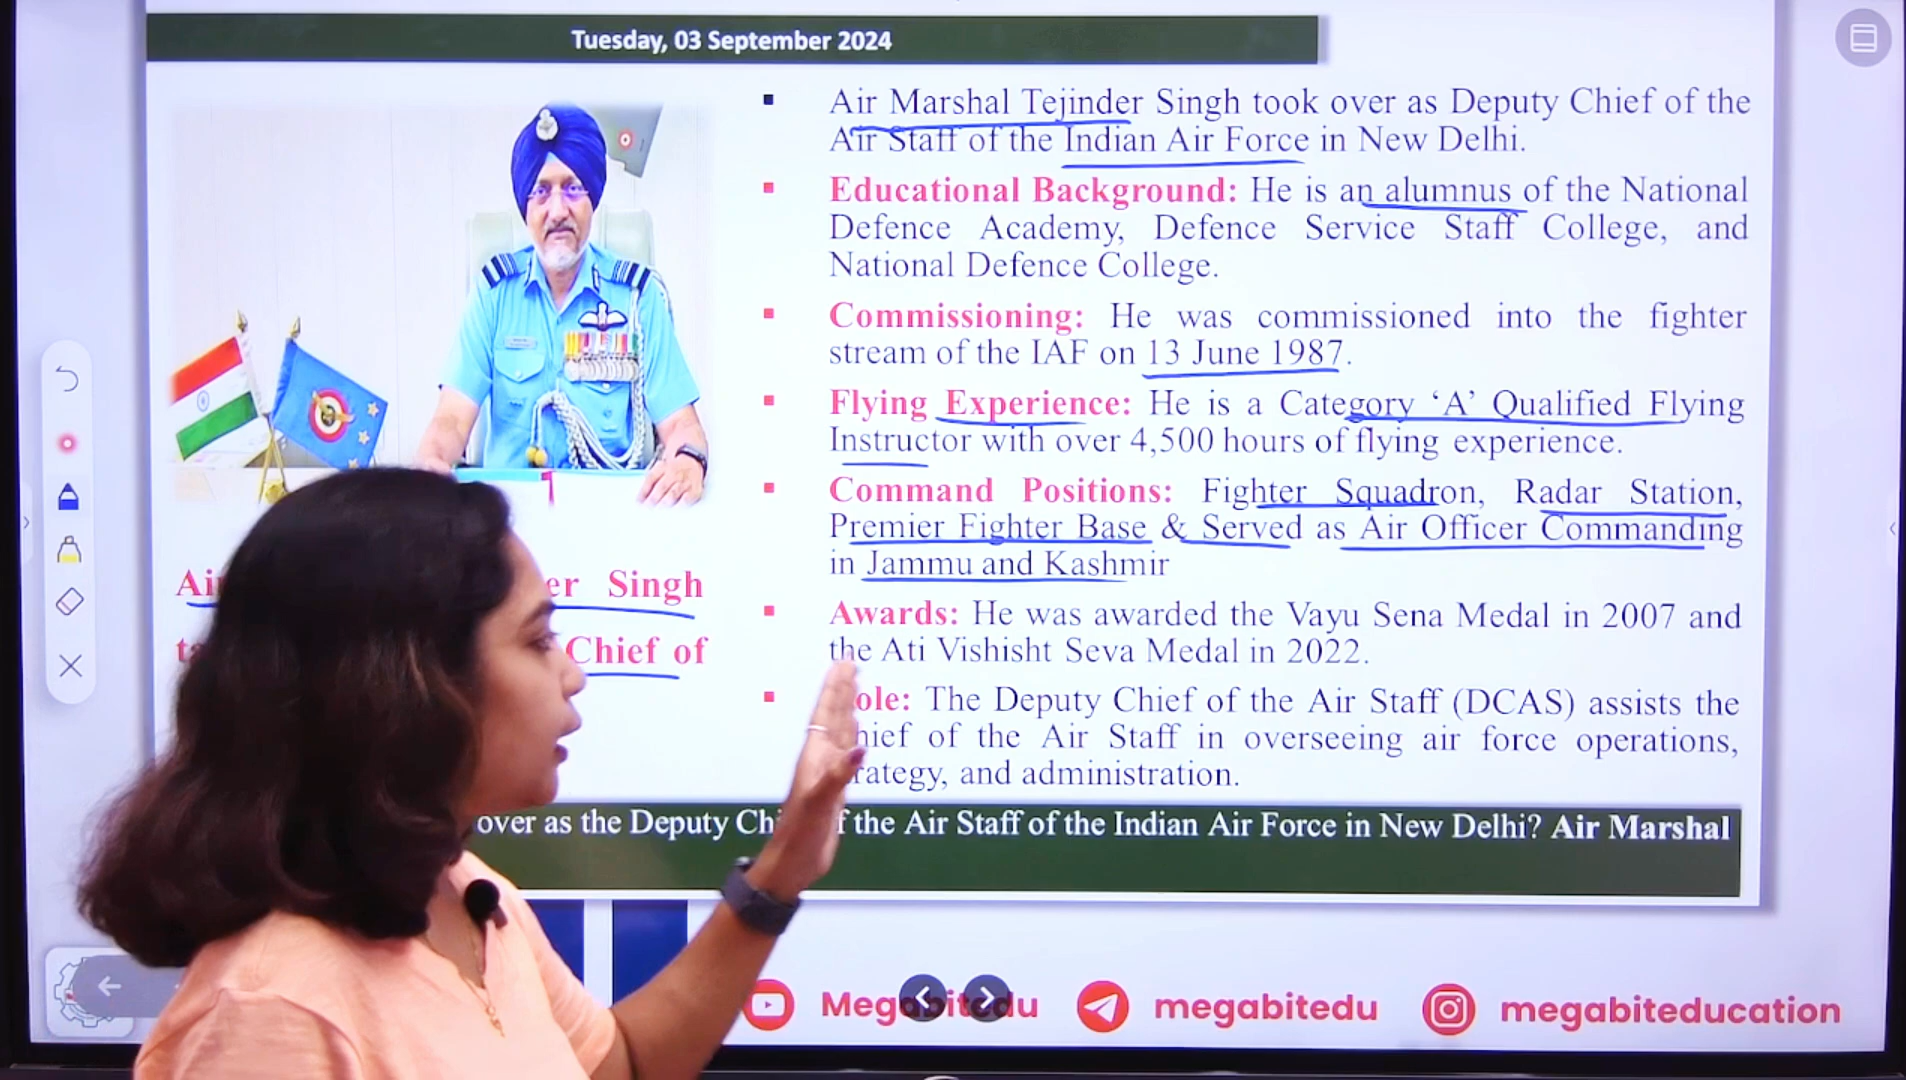 Tuesday, 03 September 2024
Air Marshal Tejinder Singh took over as Deputy Chief of the
Air Staff of the Indian Air Force in New Delhi.
Educational Background: He is an alumnus of the National
Defence Academy, Defence Service Staff College, and
National Defence College.
Commissioning: He was commissioned into the fighter
stream of the IAF on 13 June 1987.
Flying Experience: He is a Category ‘A’ Qualified Flying
Instructor with over 4,500 hours of flying experience.
Command Positions: Fighter Squadron, Radar Station,
Premier Fighter Base & Served as Air Officer Commanding
in Jammu and Kashmir
Awards: He was awarded the Vayu Sena Medal in 2007 and
the Ati Vishisht Seva Medal in 2022.
The Deputy Chief of the Air Staff (DCAS) assists the
of the Air Staff in overseeing air force operations,
and administration.
Singh
Chief of
over as the Deputy the Air Staff of the Indian Air Force in New Delhi? Air Marshal
megabitedu
megabiteducation